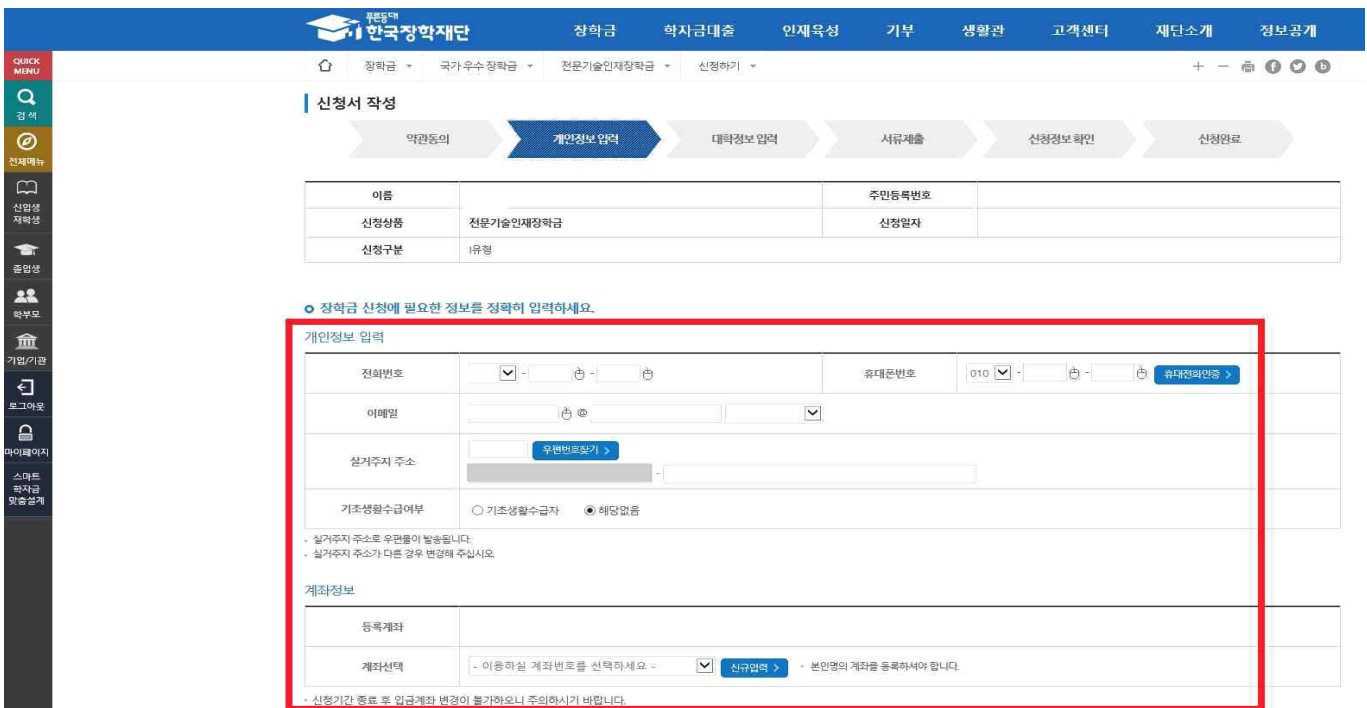 푸른등대
한국장학재단
장학금 학자금대출 인재육성 기부 생활관 고객센터 재단소개 정보공개
QUICK
MENU
장학금 국가우수장학금 전문기술인재장학금 신청하기
검색
전체메뉴
신입생
재학생
졸업생
학부모
기업/기관
로그아웃
마이페이지
스마트
학자금
맞춤설계
신청서 작성
약관동의 개인정보 입력 대학정보 입력 서류제출 신청정보 확인 신청완료
이름 주민등록번호
신청상품 전문기술인재장학금 신청일자
신청구분 I유형
장학금 신청에 필요한 정보를 정확히 입력하세요.
개인정보 입력
전화번호 - - 휴대폰번호 010 - - 휴대전화인증 >
이메일 @
실거주지 주소 우편번호찾기 >
-
기초생활수급여부 기초생활수급자 해당없음
실거주지 주소로 우편물이 발송됩니다.
실거주지 주소가 다른 경우 변경해 주십시오.
계좌정보
등록계좌
계좌선택 - 이용하실 계좌번호를 선택하세요 - 신규입력 > 본인명의 계좌를 등록하셔야 합니다.
신청기간 종료 후 입금계좌 변경이 불가하오니 주의하시기 바랍니다.